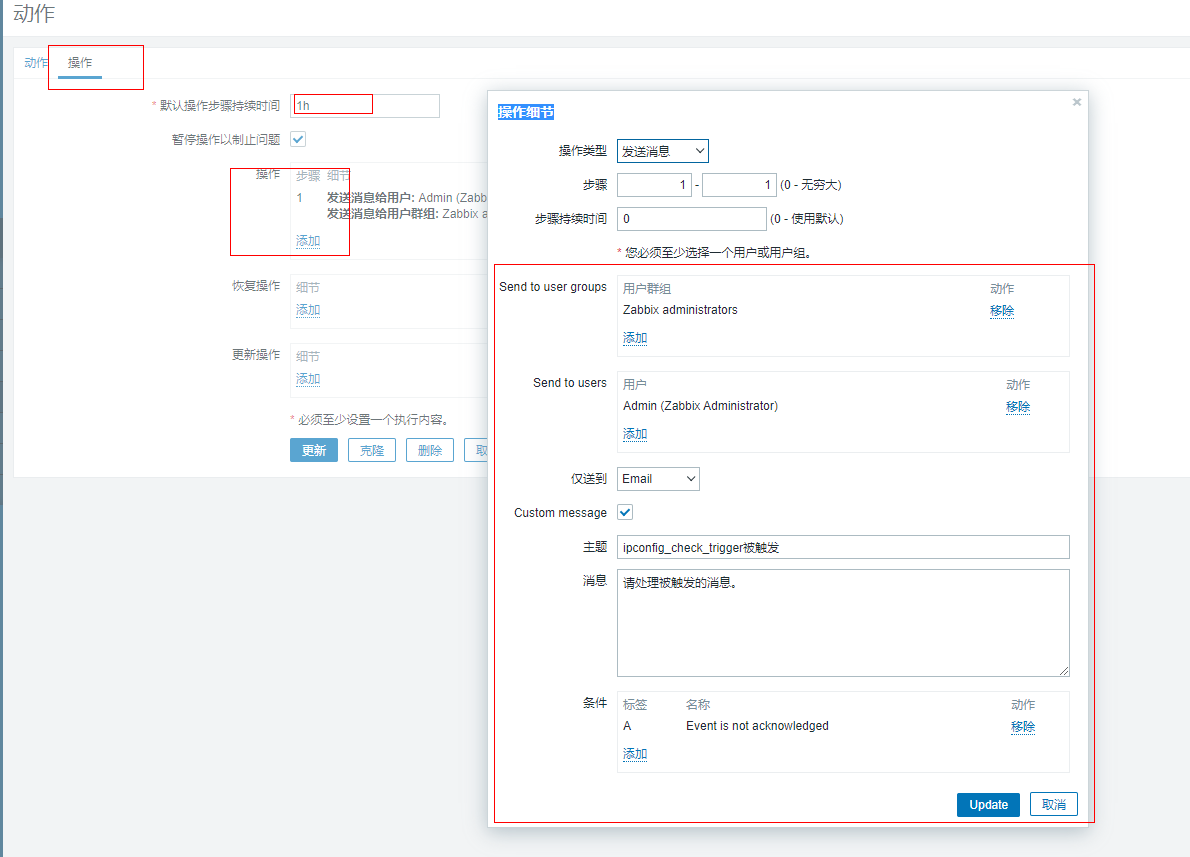 动作
动作 操作
* 默认操作步骤持续时间 1h
暂停操作以制止问题
操作 步骤 细节
1 发送消息给用户: Admin (Zabb
发送消息给用户群组: Zabbix a
添加
恢复操作 细节
添加
更新操作 细节
添加
* 必须至少设置一个执行内容。
更新 克隆 删除 取
操作细节 ×
操作类型 发送消息
步骤 1 - 1 (0 - 无穷大)
步骤持续时间 0 (0 - 使用默认)
* 您必须至少选择一个用户或用户组。
Send to user groups 用户群组 动作
Zabbix administrators 移除
添加
Send to users 用户 动作
Admin (Zabbix Administrator) 移除
添加
仅送到 Email
Custom message
主题 ipconfig_check_trigger被触发
消息 请处理被触发的消息。
条件 标签 名称 动作
A Event is not acknowledged 移除
添加
Update 取消